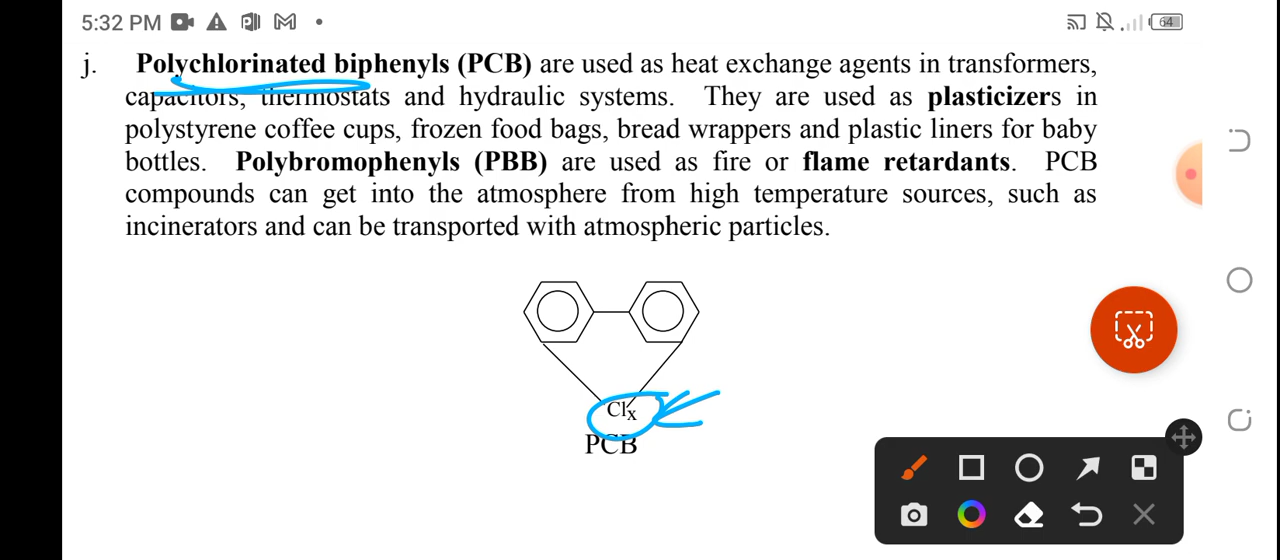 5:32 PM
64
j. Polychlorinated biphenyls (PCB) are used as heat exchange agents in transformers,
capacitors, thermostats and hydraulic systems. They are used as plasticizers in
polystyrene coffee cups, frozen food bags, bread wrappers and plastic liners for baby
bottles. Polybromophenyls (PBB) are used as fire or flame retardants. PCB
compounds can get into the atmosphere from high temperature sources, such as
incinerators and can be transported with atmospheric particles.
Clx
PCB